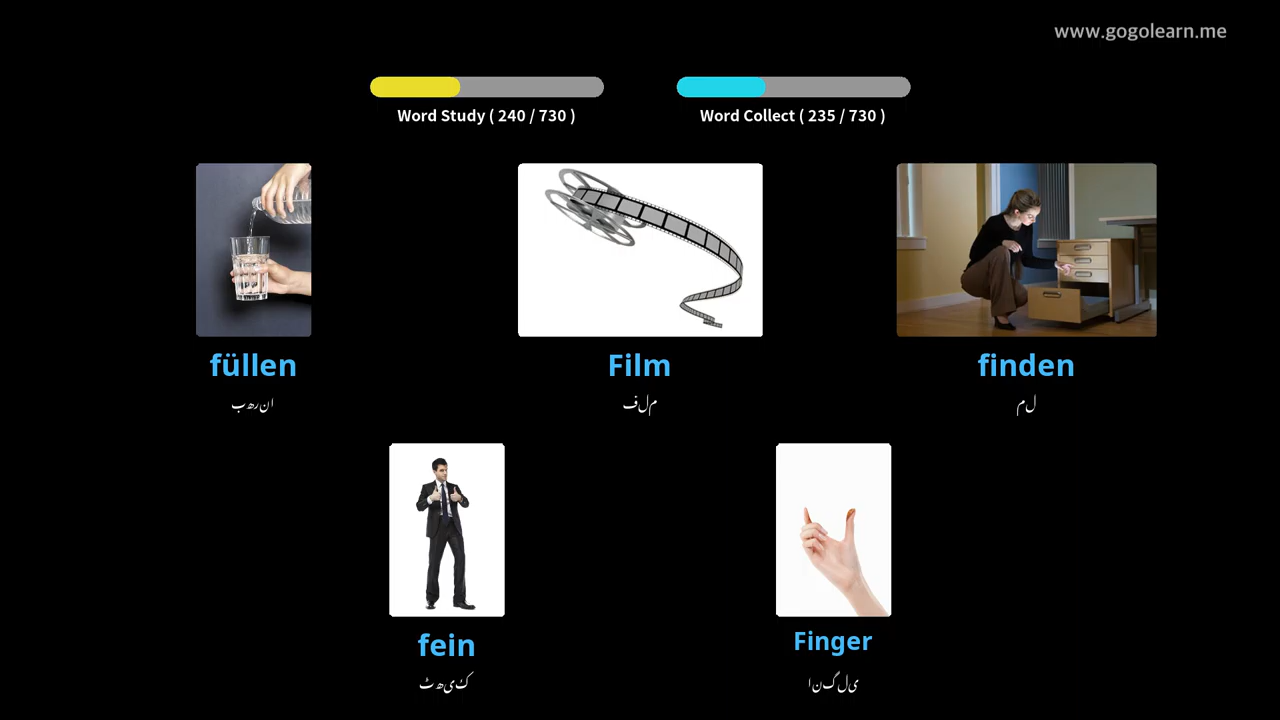 www.gogolearn.me
Word Study ( 240 / 730 )
Word Collect ( 235 / 730 )
füllen
بھرنا
Film
فلم
finden
مل
fein
ٹھیک
Finger
انگلی